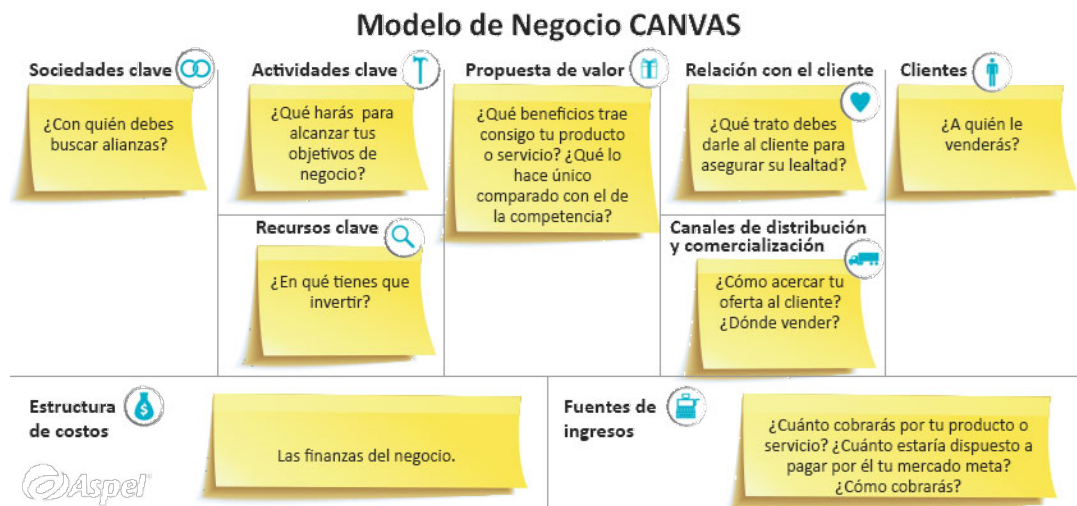 Modelo de Negocio CANVAS
Sociedades clave
¿Con quién debes
buscar alianzas?
Actividades clave
¿Qué harás para
alcanzar tus
objetivos de
negocio?
Recursos clave
¿En qué tienes que
invertir?
Propuesta de valor
¿Qué beneficios trae
consigo tu producto
o servicio? ¿Qué lo
hace único
comparado con el de
la competencia?
Relación con el cliente
¿Qué trato debes
darle al cliente para
asegurar su lealtad?
Canales de distribución
y comercialización
¿Cómo acercar tu
oferta al cliente?
¿Dónde vender?
Clientes
¿A quién le
venderás?
Estructura
de costos
$
Las finanzas del negocio.
Fuentes de
ingresos
¿Cuánto cobrarás por tu producto o
servicio? ¿Cuánto estaría dispuesto a
pagar por él tu mercado meta?
¿Cómo cobrarás?
Aspel